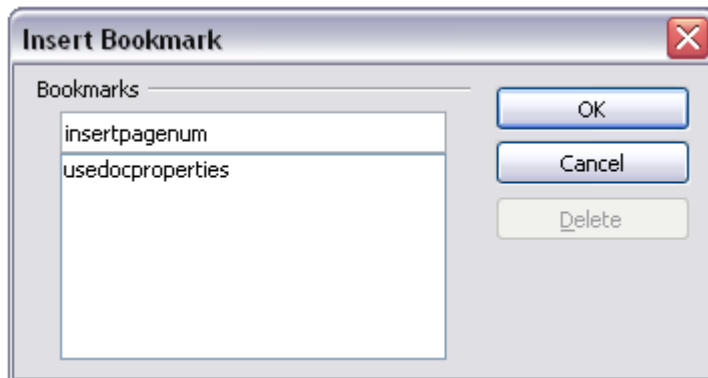 Insert Bookmark
Bookmarks
insertpagenum
usedocproperties
OK
Cancel
Delete